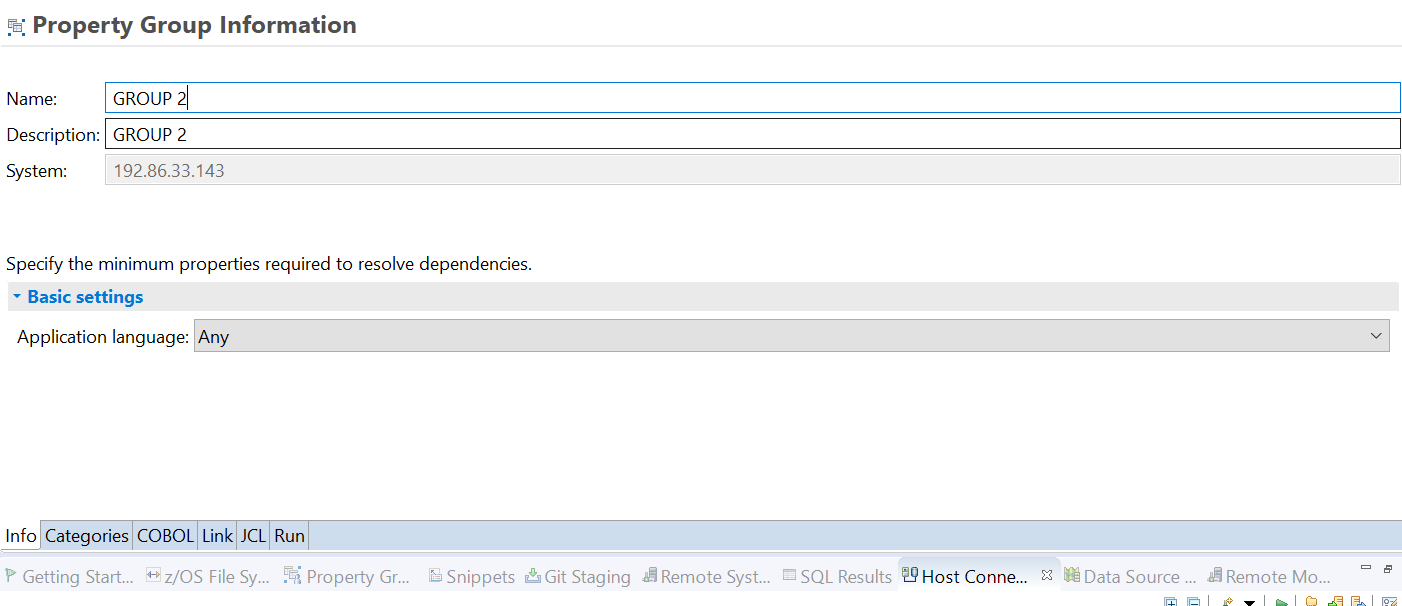 Property Group Information
Name: GROUP 2
Description: GROUP 2
System: 192.86.33.143
Specify the minimum properties required to resolve dependencies.
Basic settings
Application language: Any
Info Categories COBOL Link JCL Run
Getting Start... z/OS File Sy... Property Gr... Snippets Git Staging Remote Syst... SQL Results Host Conne... Data Source ... Remote Mo...